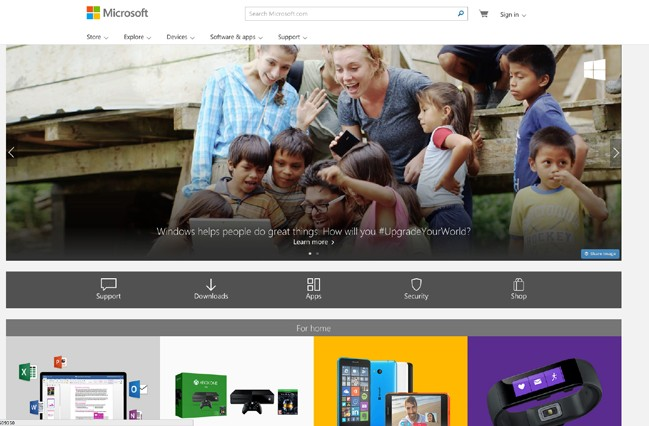 Microsoft
Search Microsoft.com
Sign in
Store
Explore
Devices
Software & apps
Support
Windows helps people do great things. How will you #UpgradeYourWorld?
Learn more
Share image
Support
Downloads
Apps
Security
Shop
For home
XBOX ONE